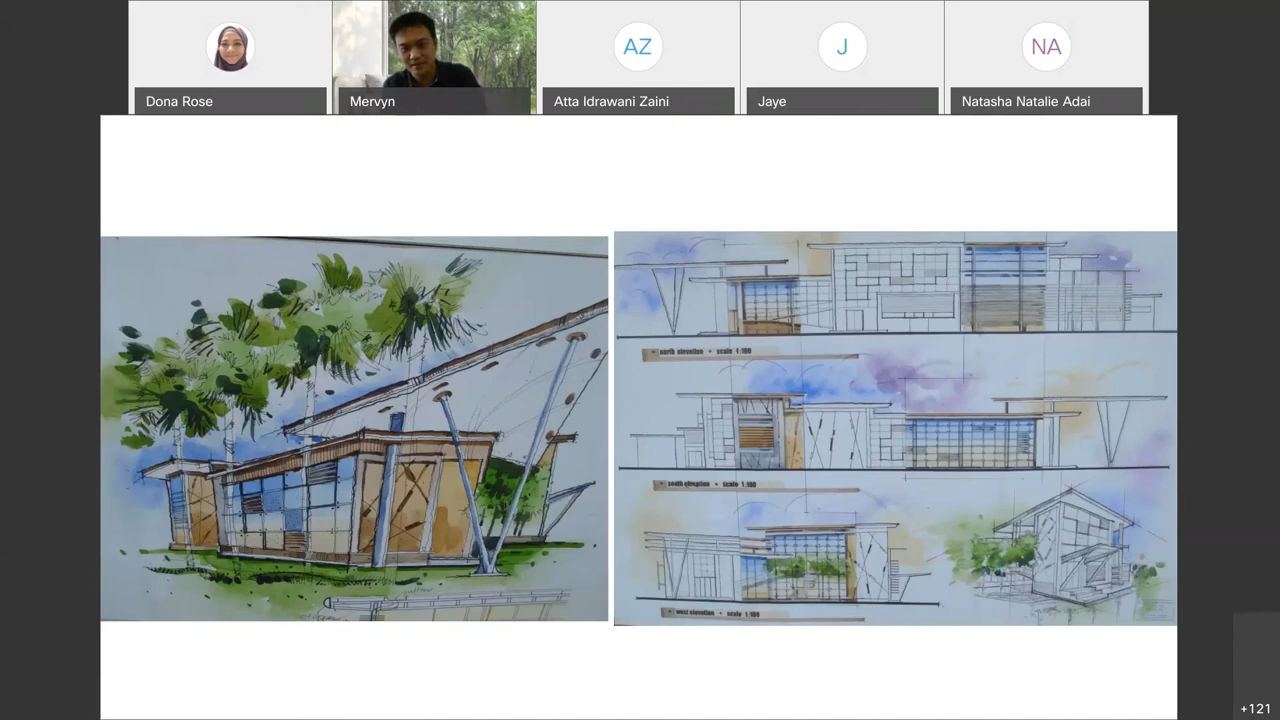 AZ
J
NA
Dona Rose
Mervyn
Atta Idrawani Zaini
Jaye
Natasha Natalie Adai
north elevation + scale 1:100
south elevation + scale 1:100
west elevation + scale 1:100
+121